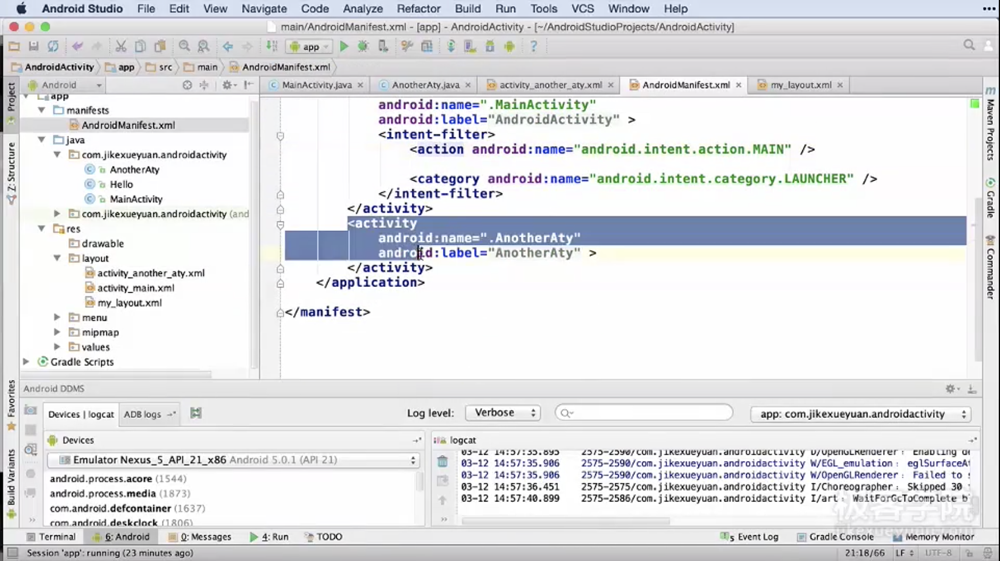 Android Studio File Edit View Navigate Code Analyze Refactor Build Run Tools VCS Window Help
main/AndroidManifest.xml - [app] - AndroidActivity - [~/AndroidStudioProjects/AndroidActivity]
app
AndroidActivity app src main AndroidManifest.xml
Android
MainActivity.java AnotherAty.java activity_another_aty.xml AndroidManifest.xml my_layout.xml
Project
Z: Structure
Favorites
Build Variants
app
manifests
AndroidManifest.xml
java
com.jikexueyuan.androidactivity
AnotherAty
Hello
MainActivity
com.jikexueyuan.androidactivity (and
res
drawable
layout
activity_another_aty.xml
activity_main.xml
my_layout.xml
menu
mipmap
values
Gradle Scripts
android:name=".MainActivity"
android:label="AndroidActivity" >
<intent-filter>
<action android:name="android.intent.action.MAIN" />
<category android:name="android.intent.category.LAUNCHER" />
</intent-filter>
</activity>
<activity
android:name=".AnotherAty"
android:label="AnotherAty" >
</activity>
</application>
</manifest>
Maven Projects
Gradle
Commander
Android DDMS
Devices | logcat ADB logs Log level: Verbose app: com.jikexueyuan.androidactivity
Devices
Emulator Nexus_5_API_21_x86 Android 5.0.1 (API 21)
android.process.acore (1544)
android.process.media (1873)
com.android.defcontainer (1637)
com.android.deskclock (1806)
logcat
03-12 14:57:35.895 2575-2590/com.jikexueyuan.androidactivity D/OpenGLRenderer: Enabling de
03-12 14:57:35.906 2575-2590/com.jikexueyuan.androidactivity W/EGL_emulation: eglSurfaceAt
03-12 14:57:35.906 2575-2590/com.jikexueyuan.androidactivity W/OpenGLRenderer: Failed to s
03-12 14:57:36.451 2575-2575/com.jikexueyuan.androidactivity I/Choreographer: Skipped 30
03-12 14:57:40.899 2575-2586/com.jikexueyuan.androidactivity I/art: WaitForGcToComplete b
极客学院
jikexueyuan.com
Terminal 6: Android 0: Messages 4: Run TODO 5 Event Log Gradle Console Memory Monitor
Session 'app': running (23 minutes ago) 21:18/66 LF UTF-8